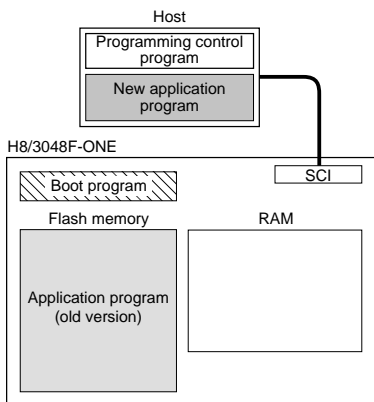 Host
Programming control
program
New application
program
H8/3048F-ONE
SCI
Boot program
Flash memory
RAM
Application program
(old version)